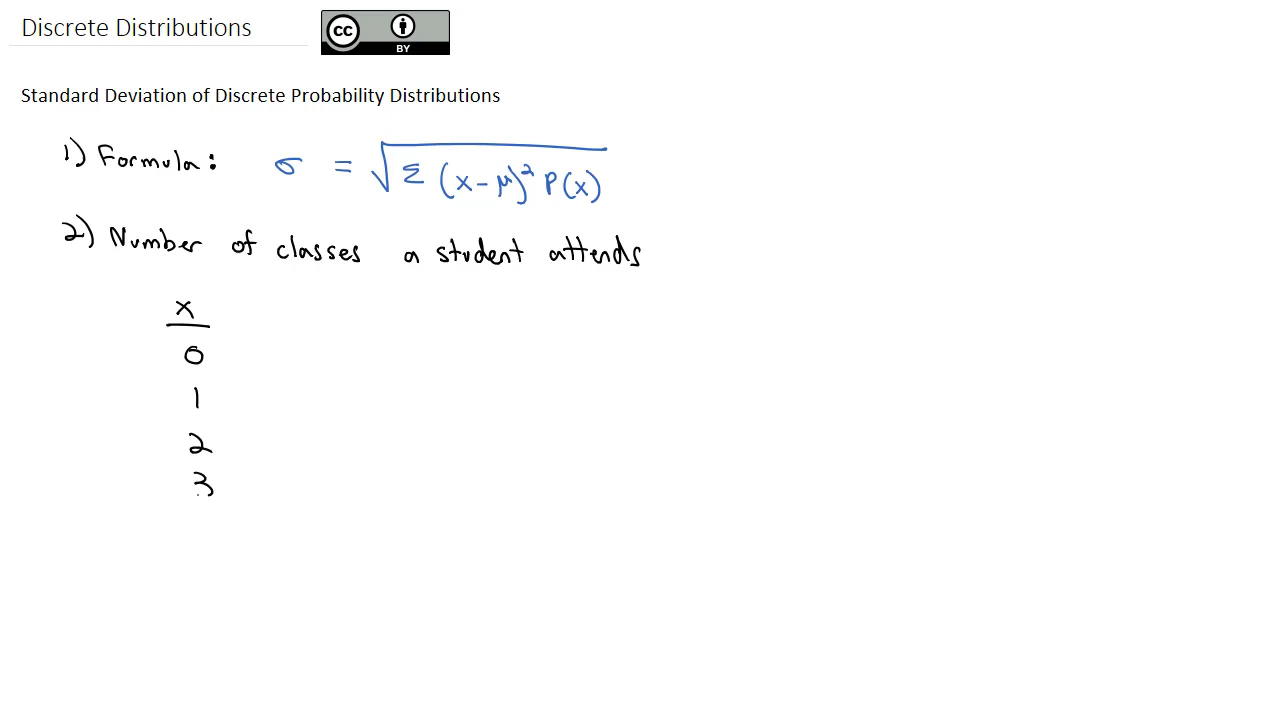 Discrete Distributions
cc BY
Standard Deviation of Discrete Probability Distributions
1) Formula: σ = √Σ (x-μ)² P(x)
2) Number of classes a student attends
x
0
1
2
3